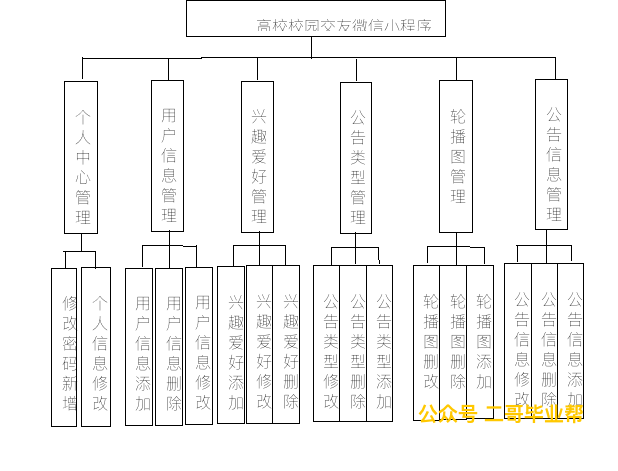 高校校园交友微信小程序
个人中心管理
用户信息管理
兴趣爱好管理
公告类型管理
轮播图管理
公告信息管理
修改密码新增
个人信息修改
用户信息添加
用户信息删除
用户信息修改
兴趣爱好添加
兴趣爱好修改
兴趣爱好删除
公告类型修改
公告类型删除
公告类型添加
轮播图删改
轮播图删除
轮播图添加
公告信息修改
公告信息删除
公告信息添加
公众号 二哥毕业帮